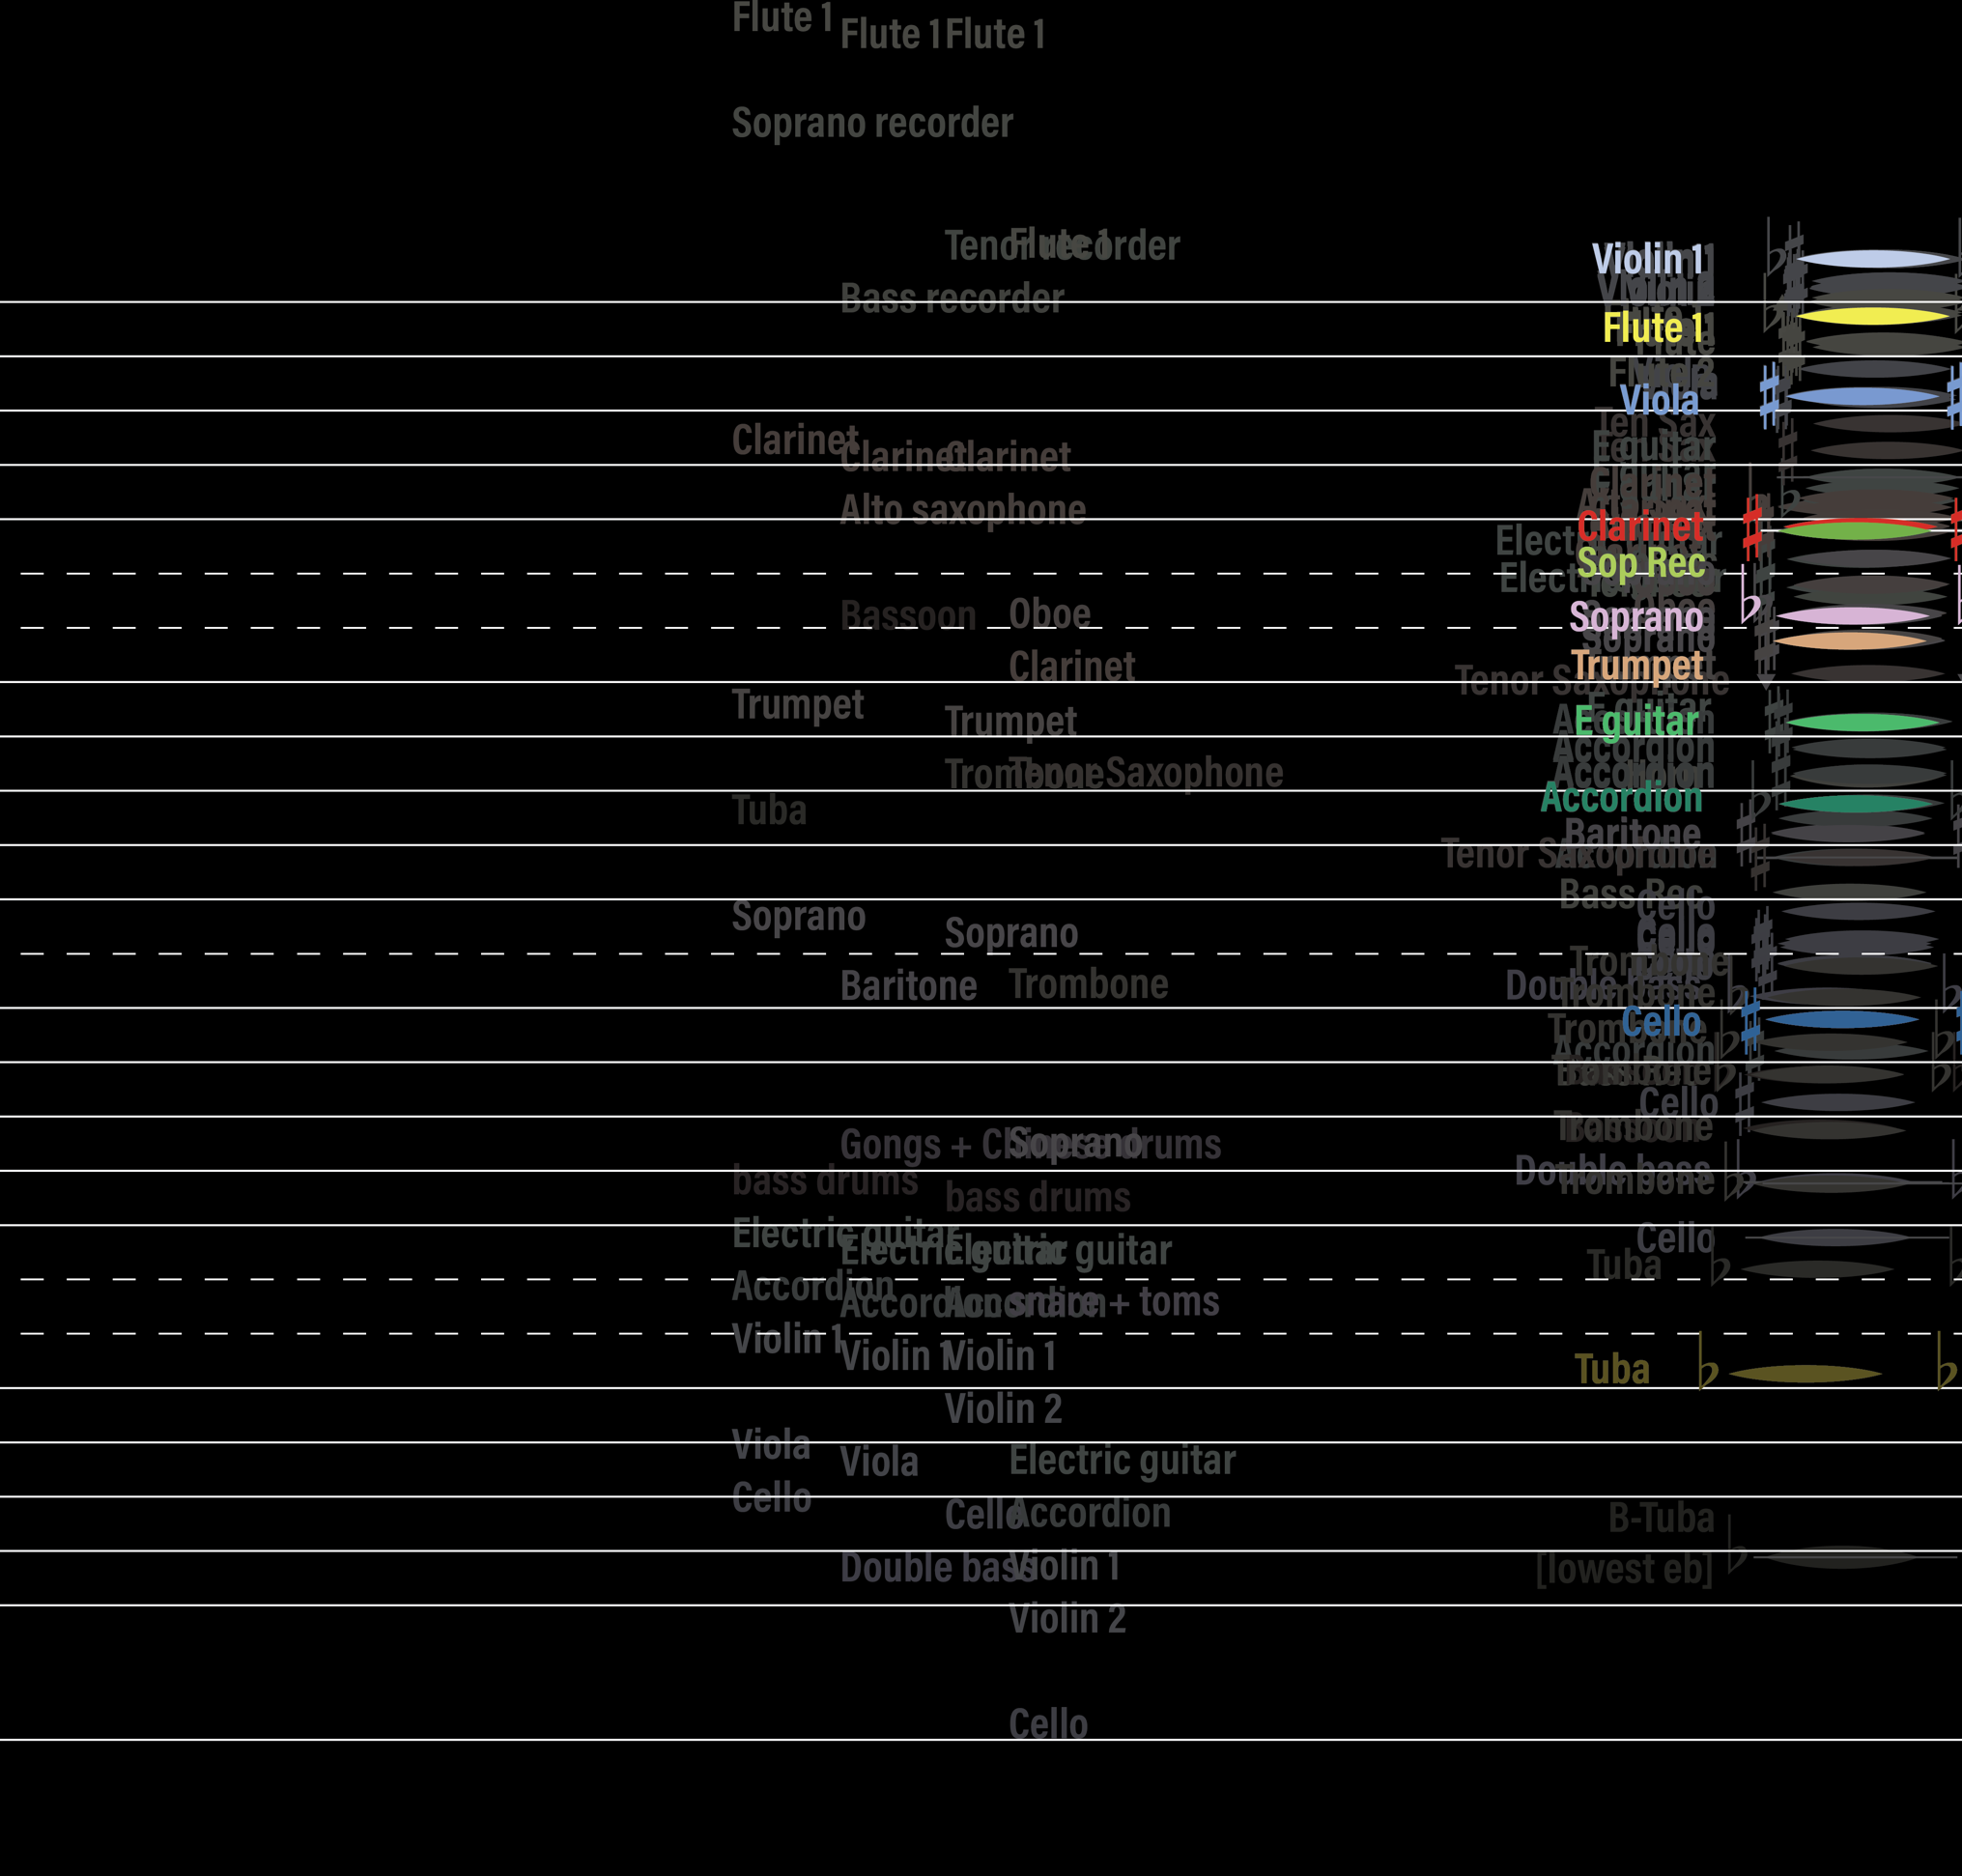 Flute 1
Flute 1
Flute 1
Soprano recorder
Tenor recorder
Flute 1
Bass recorder
Clarinet
Clarinet
Clarinet
Alto saxophone
Bassoon
Oboe
Clarinet
Trumpet
Trumpet
Trombone
Tenor Saxophone
Tuba
Soprano
Soprano
Baritone
Trombone
Gongs + Chinese drums
Soprano
bass drums
bass drums
Electric guitar
Electric guitar
Electric guitar
Accordion
Accordion
Accordion
snare + toms
Violin 1
Violin 1
Violin 1
Violin 2
Viola
Viola
Electric guitar
Cello
Cello
Accordion
Double bass
Violin 1
Violin 2
Cello
Violin 1
Flute 1
Viola
Ten Sax
E guitar
Clarinet
Sop Rec
Soprano
Soprano
Trumpet
Tenor Saxophone
E guitar
Accordion
Accordion
Accordion
Baritone
Tenor Saxophone
Bass Rec
Cello
Cello
Trombone
Double bass
Trombone
Cello
Trombone
Accordion
Trombone
Cello
Trombone
Double bass
Trombone
Cello
Tuba
Tuba
B-Tuba
[lowest eb]